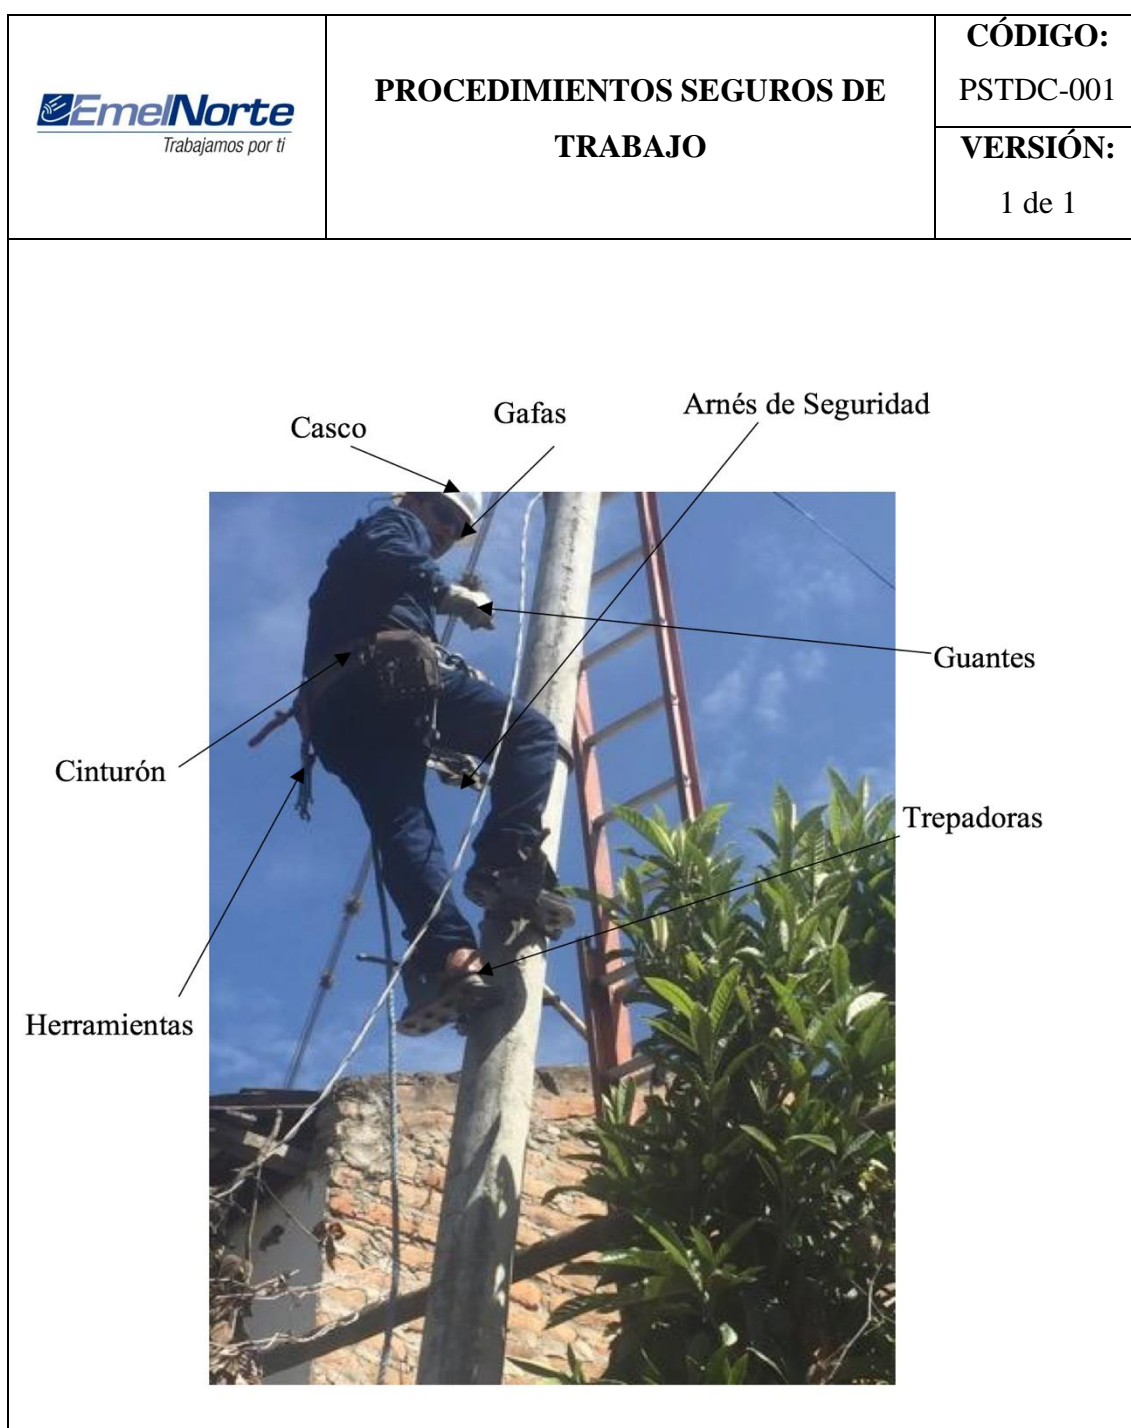 EmelNorte
Trabajamos por ti
PROCEDIMIENTOS SEGUROS DE
TRABAJO
CÓDIGO:
PSTDC-001
VERSIÓN:
1 de 1
Casco
Gafas
Arnés de Seguridad
Guantes
Cinturón
Trepadoras
Herramientas